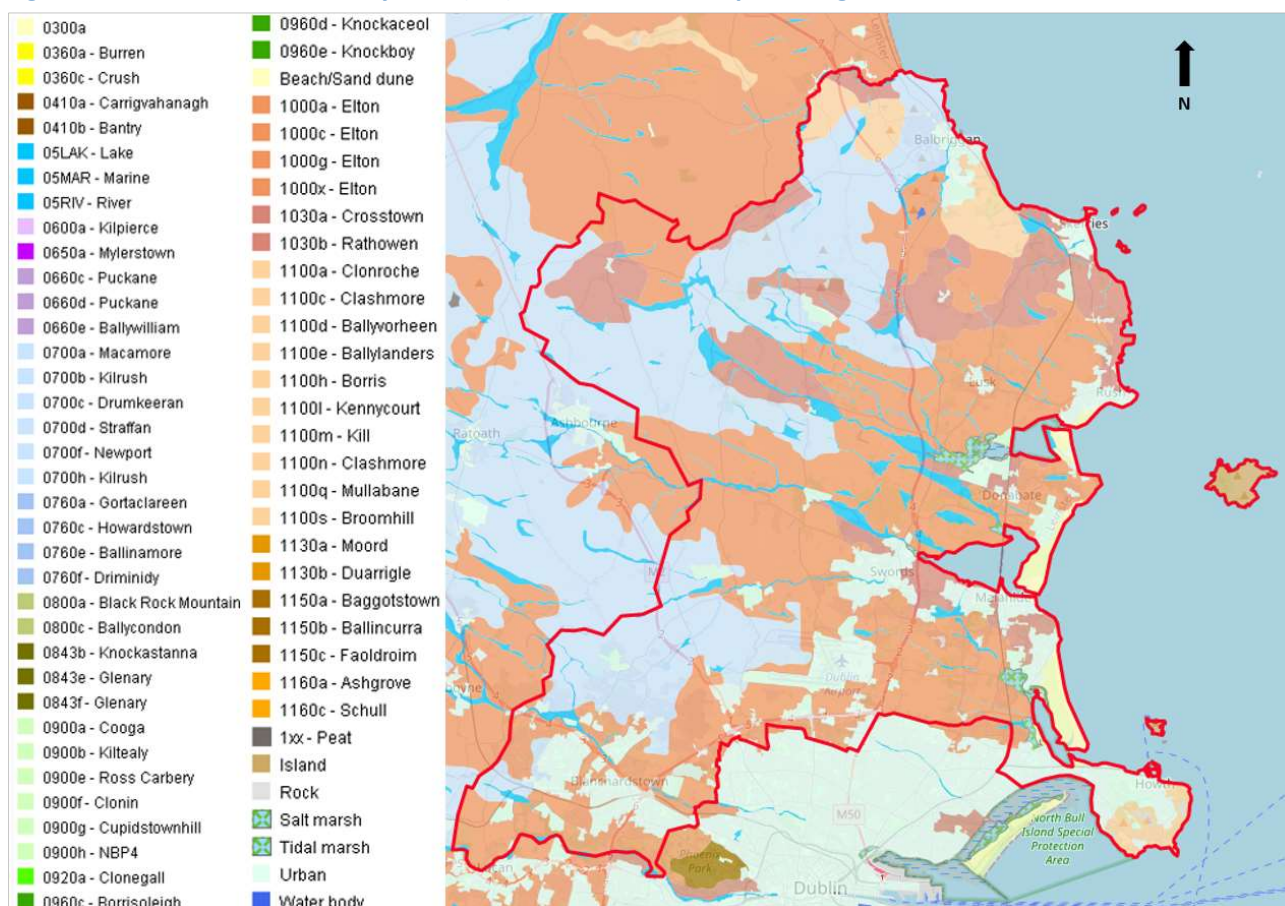 0300a
0360a - Burren
0360c - Crush
0410a - Carrigvahanagh
0410b - Bantry
05LAK - Lake
05MAR - Marine
05RIV - River
0600a - Kilpierce
0650a - Mylerstown
0660c - Puckane
0660d - Puckane
0660e - Ballywilliam
0700a - Macamore
0700b - Kilrush
0700c - Drumkeeran
0700d - Straffan
0700f - Newport
0700h - Kilrush
0760a - Gortaclareen
0760c - Howardstown
0760e - Ballinamore
0760f - Driminidy
0800a - Black Rock Mountain
0800c - Ballycondon
0843b - Knockastanna
0843e - Glenary
0843f - Glenary
0900a - Cooga
0900b - Kiltealy
0900e - Ross Carbery
0900f - Clonin
0900g - Cupidstownhill
0900h - NBP4
0920a - Clonegall
0960c - Borrisoleigh
0960d - Knockaceol
0960e - Knockboy
Beach/Sand dune
1000a - Elton
1000c - Elton
1000g - Elton
1000x - Elton
1030a - Crosstown
1030b - Rathowen
1100a - Clonroche
1100c - Clashmore
1100d - Ballyvorheen
1100e - Ballylanders
1100h - Borris
1100l - Kennycourt
1100m - Kill
1100n - Clashmore
1100q - Mullabane
1100s - Broomhill
1130a - Moord
1130b - Duarrigle
1150a - Baggotstown
1150b - Ballincurra
1150c - Faoldroim
1160a - Ashgrove
1160c - Schull
1xx - Peat
Island
Rock
Salt marsh
Tidal marsh
Urban
Water body
N
Leinster
Balbriggan
Lusk
Rush
Ratoath
Ashbourne
Donabate
Swords
M2
Dublin
Airport
Blanchardstown
Howth
M50
North Bull
Island Special
Protection
Area
Phoenix
Park
Dublin